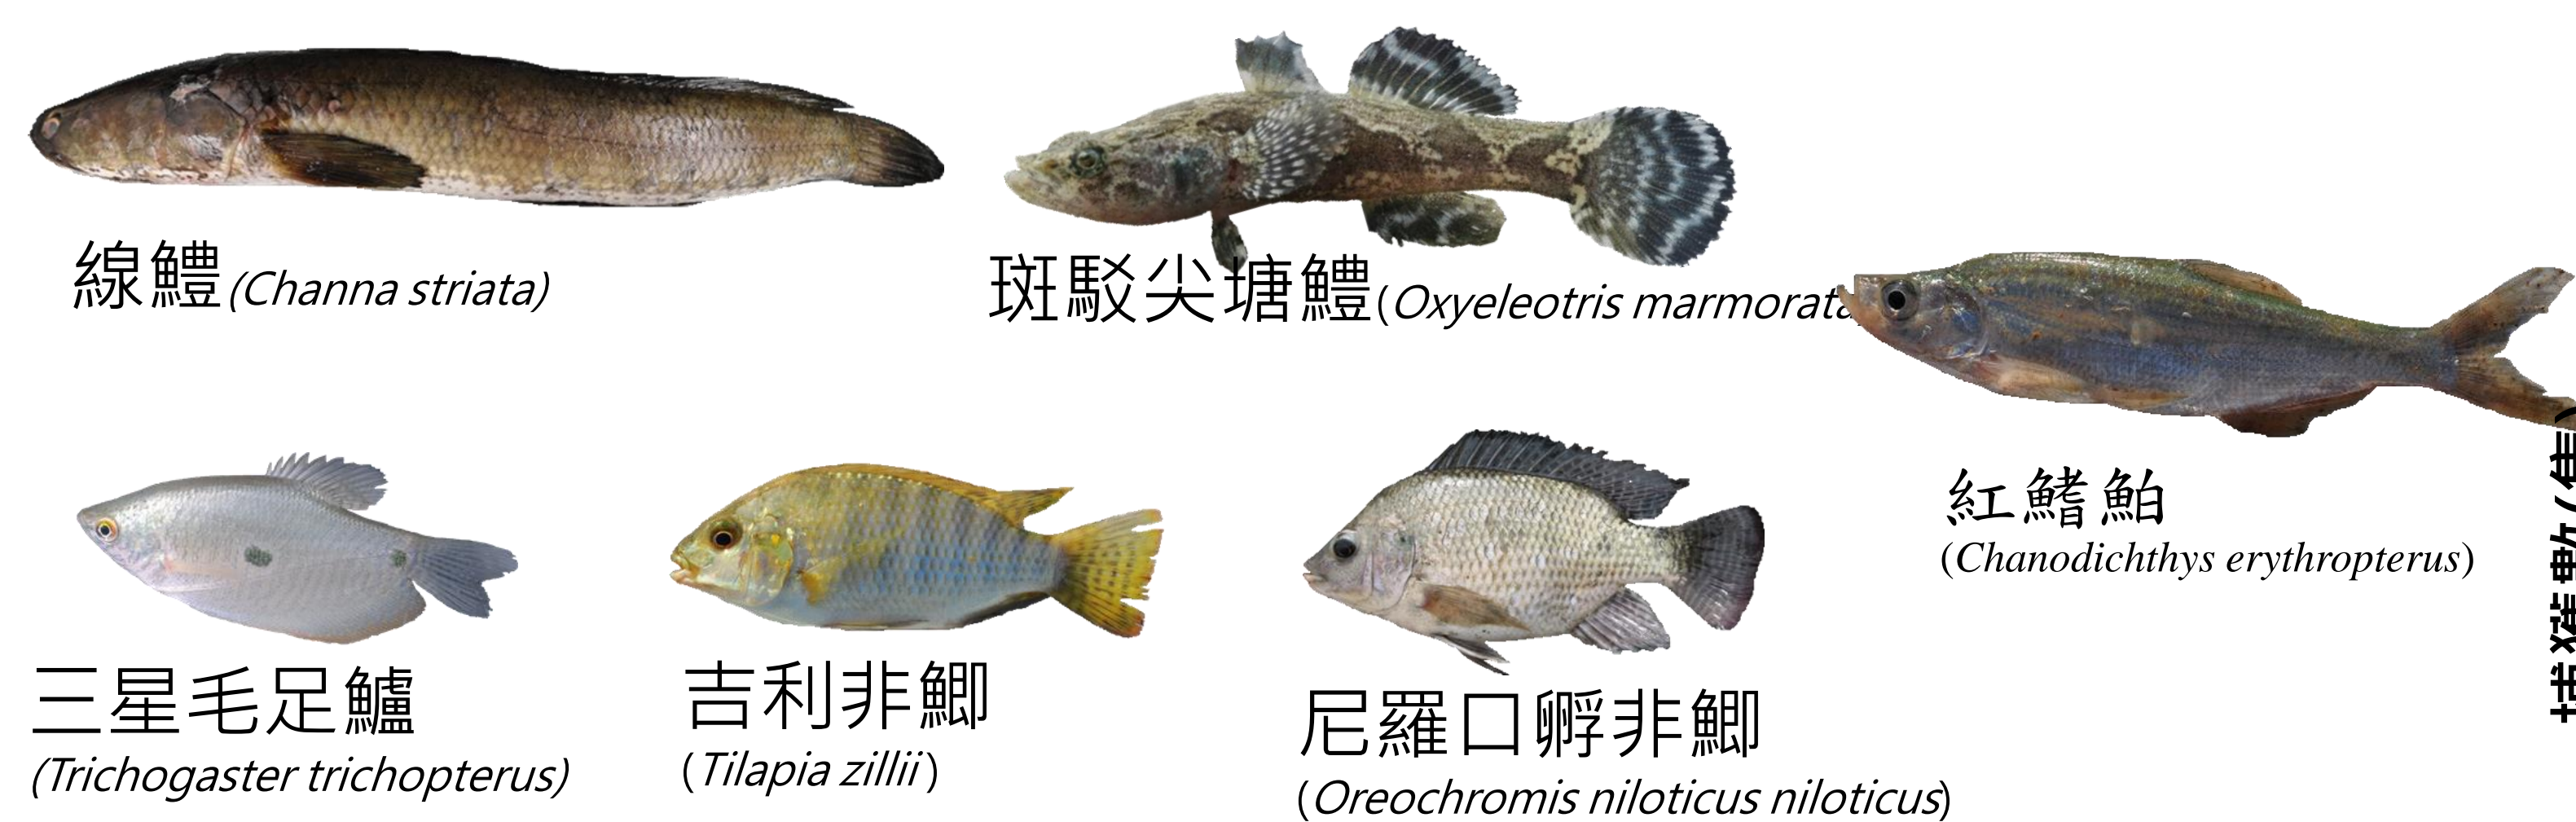 線鱧(Channa striata)
斑駁尖塘鱧(Oxyeleotris marmorata
紅鰭鮊
(Chanodichthys erythropterus)
三星毛足鱸
(Trichogaster trichopterus)
吉利非鯽
(Tilapia zillii)
尼羅口孵非鯽
(Oreochromis niloticus niloticus)